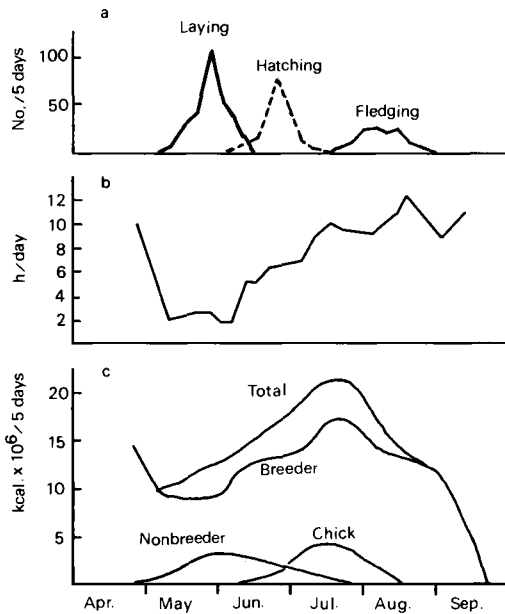 a
Laying
Hatching
Fledging
No./5 days
100
50
b
h/day
12
10
8
6
4
2
c
kcal. x 10⁶/5 days
20
15
10
5
Total
Breeder
Nonbreeder
Chick
Apr. May Jun. Jul. Aug. Sep.